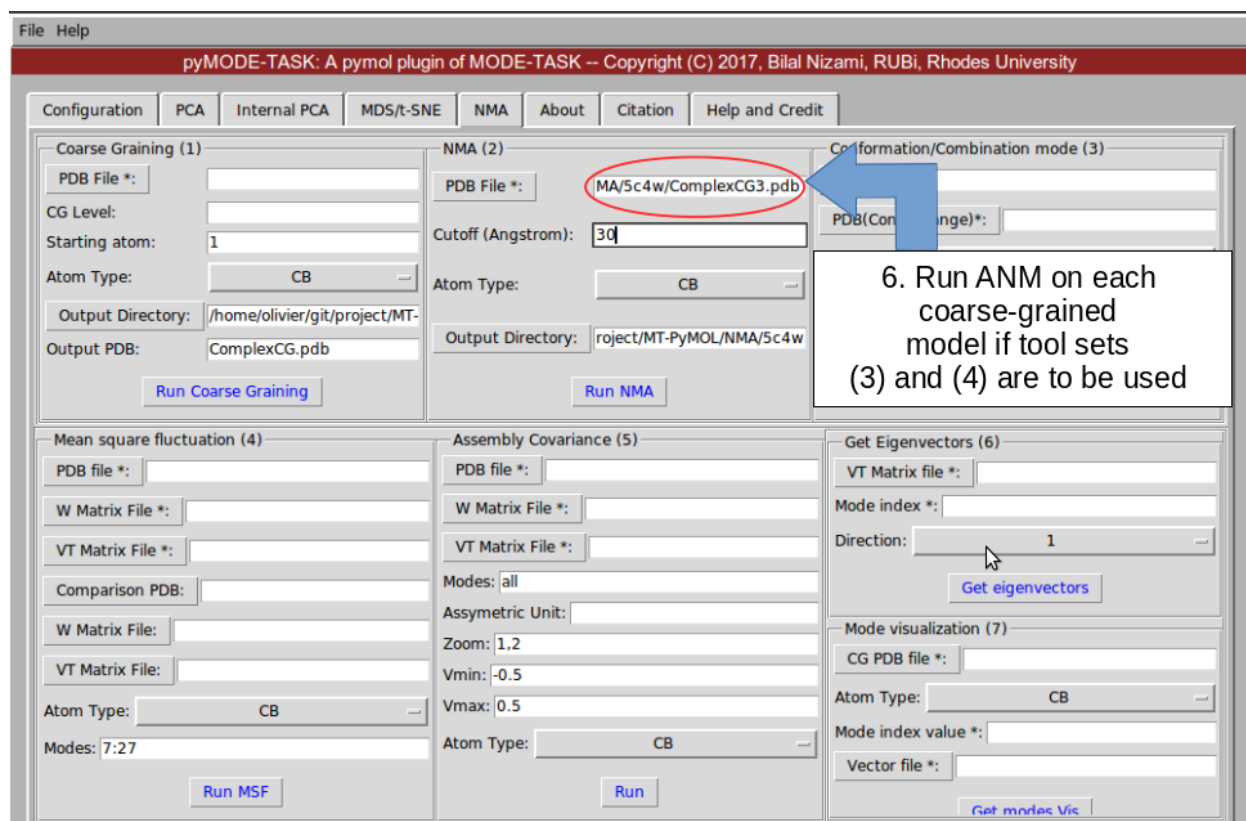 File Help
pyMODE-TASK: A pymol plugin of MODE-TASK -- Copyright (C) 2017, Bilal Nizami, RUBi, Rhodes University
Configuration PCA Internal PCA MDS/t-SNE NMA About Citation Help and Credit
Coarse Graining (1)
PDB File *:
CG Level:
Starting atom: 1
Atom Type: CB
Output Directory: /home/olivier/git/project/MT-
Output PDB: ComplexCG.pdb
Run Coarse Graining
NMA (2)
PDB File *: MA/5c4w/ComplexCG3.pdb
Cutoff (Angstrom): 30
Atom Type: CB
Output Directory: roject/MT-PyMOL/NMA/5c4w
Run NMA
Conformation/Combination mode (3)
6. Run ANM on each
coarse-grained
model if tool sets
(3) and (4) are to be used
Mean square fluctuation (4)
PDB file *:
W Matrix File *:
VT Matrix File *:
Comparison PDB:
W Matrix File:
VT Matrix File:
Atom Type: CB
Modes: 7:27
Run MSF
Assembly Covariance (5)
PDB file *:
W Matrix File *:
VT Matrix File *:
Modes: all
Assymetric Unit:
Zoom: 1,2
Vmin: -0.5
Vmax: 0.5
Atom Type: CB
Run
Get Eigenvectors (6)
VT Matrix file *:
Mode index *:
Direction: 1
Get eigenvectors
Mode visualization (7)
CG PDB file *:
Atom Type: CB
Mode index value *:
Vector file *:
Get modes Vis